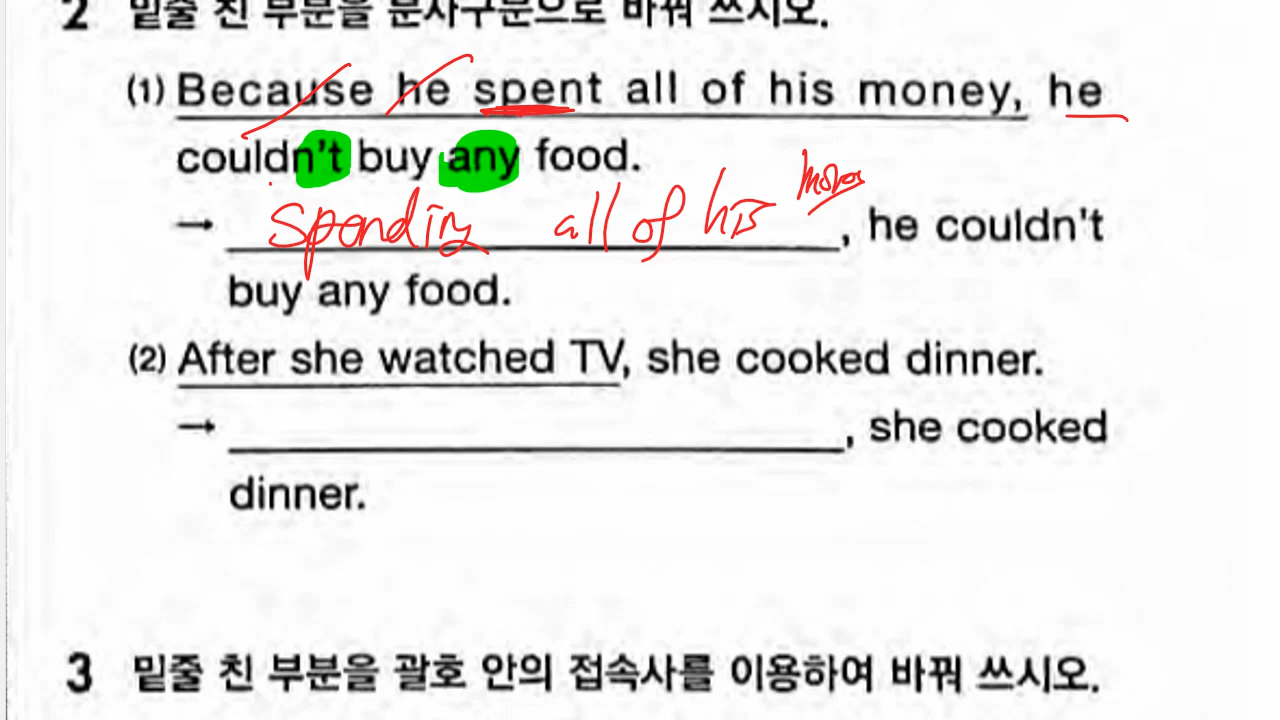 2 밑줄 친 부분을 분사구문으로 바꿔 쓰시오.
(1) Because he spent all of his money, he
couldn't buy any food.
→ Spending all of his money, he couldn't
buy any food.
(2) After she watched TV, she cooked dinner.
→ ____________, she cooked
dinner.
3 밑줄 친 부분을 괄호 안의 접속사를 이용하여 바꿔 쓰시오.